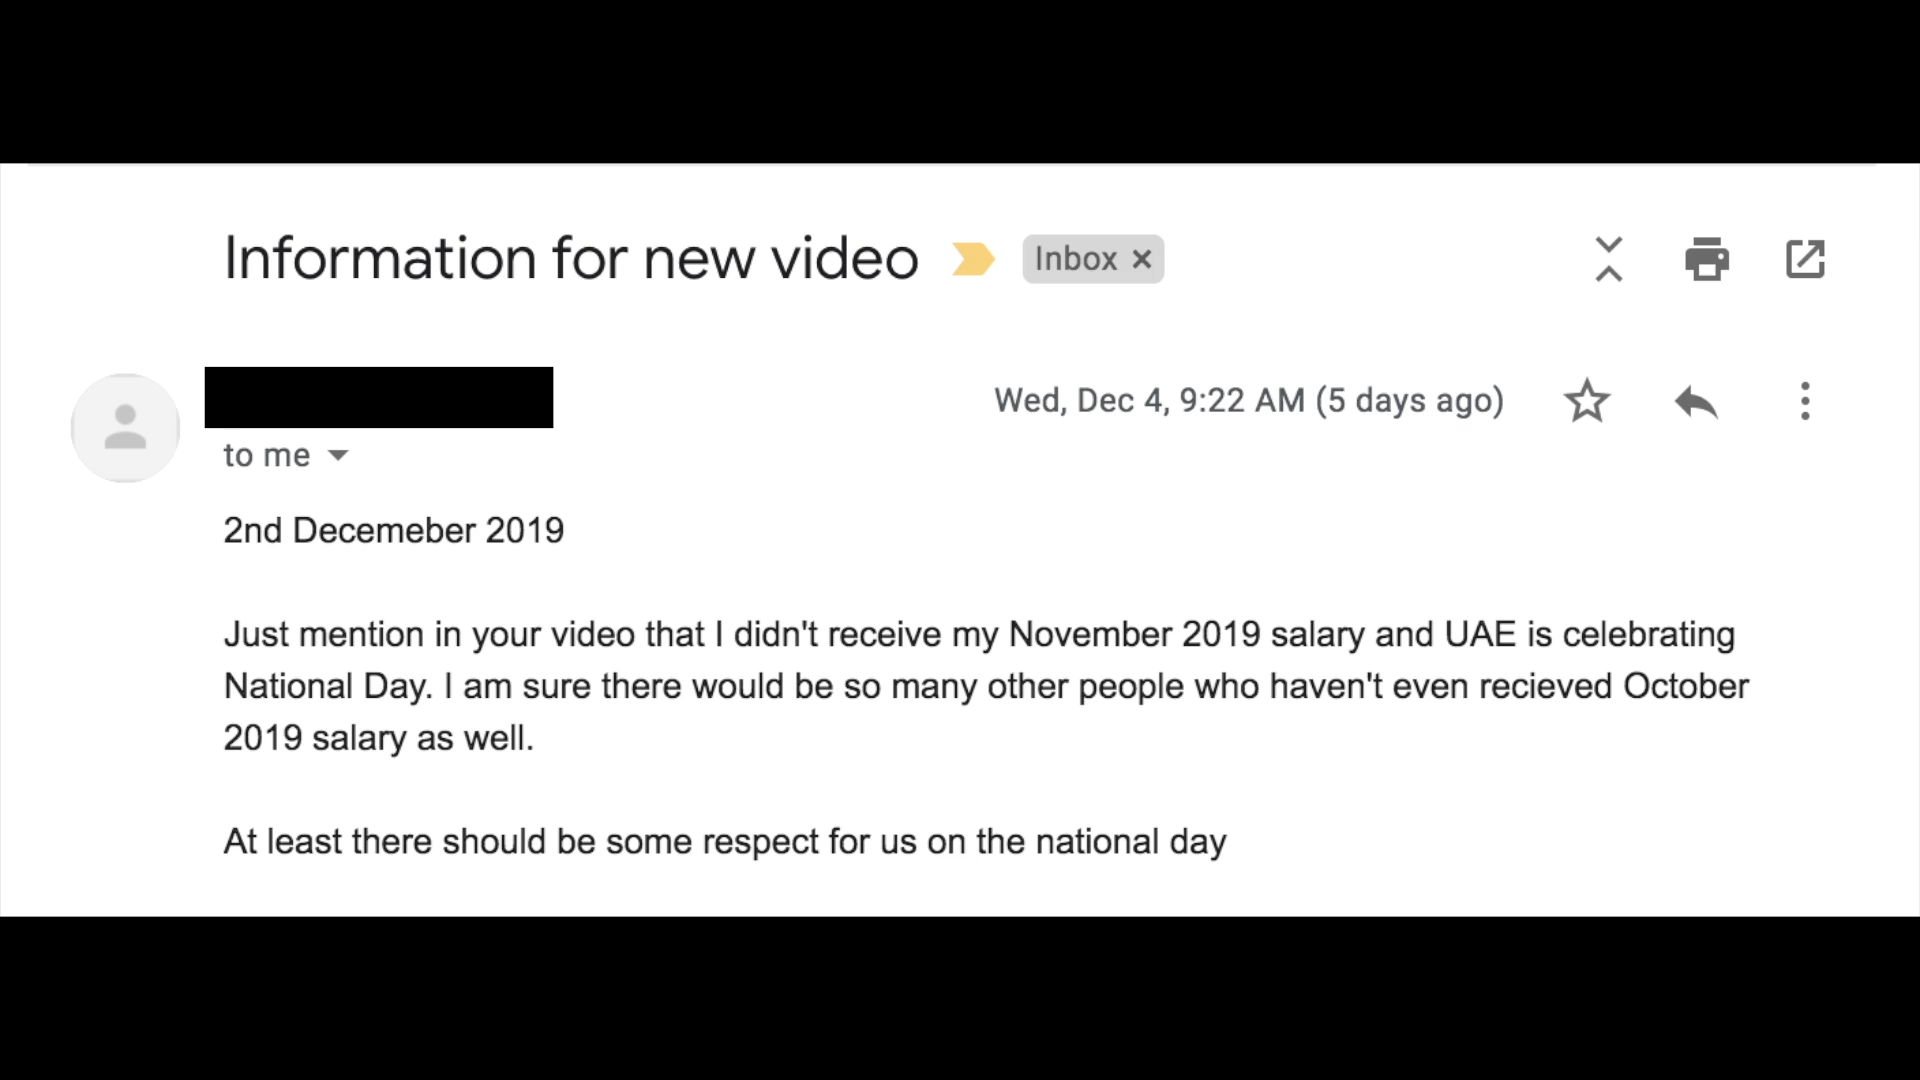 Information for new video Inbox ×
Wed, Dec 4, 9:22 AM (5 days ago)
to me
2nd Decemeber 2019
Just mention in your video that I didn't receive my November 2019 salary and UAE is celebrating
National Day. I am sure there would be so many other people who haven't even recieved October
2019 salary as well.
At least there should be some respect for us on the national day